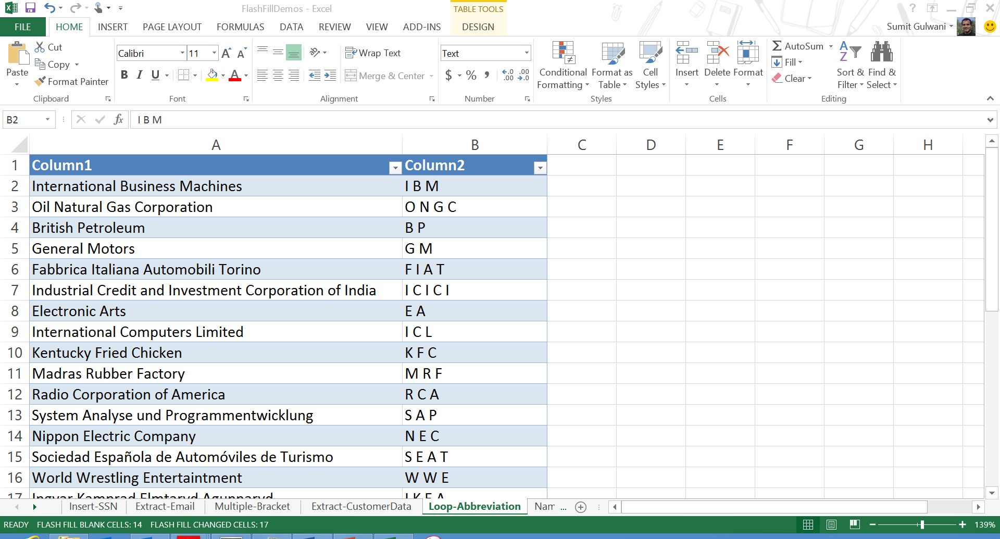 FlashFillDemos - Excel
TABLE TOOLS
?
FILE HOME INSERT PAGE LAYOUT FORMULAS DATA REVIEW VIEW ADD-INS DESIGN Sumit Gulwani
Paste
Cut
Copy
Format Painter
Clipboard
Calibri 11
B I U
Font
Wrap Text
Merge & Center
Alignment
Text
$ % ,
Number
Conditional Formatting
Format as Table
Cell Styles
Styles
Insert Delete Format
Cells
AutoSum
Fill
Clear
Sort & Filter
Find & Select
Editing
B2 fx I B M
A B C D E F G H
1 Column1 Column2
2 International Business Machines I B M
3 Oil Natural Gas Corporation O N G C
4 British Petroleum B P
5 General Motors G M
6 Fabbrica Italiana Automobili Torino F I A T
7 Industrial Credit and Investment Corporation of India I C I C I
8 Electronic Arts E A
9 International Computers Limited I C L
10 Kentucky Fried Chicken K F C
11 Madras Rubber Factory M R F
12 Radio Corporation of America R C A
13 System Analyse und Programmentwicklung S A P
14 Nippon Electric Company N E C
15 Sociedad Española de Automóviles de Turismo S E A T
16 World Wrestling Entertaintment W W E
17 Ingvar Kamprad Elmtaryd Agunnaryd I K E A
Insert-SSN Extract-Email Multiple-Bracket Extract-CustomerData Loop-Abbreviation Nam ...
READY FLASH FILL BLANK CELLS: 14 FLASH FILL CHANGED CELLS: 17 139%